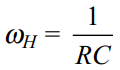 ω_H = 1/RC